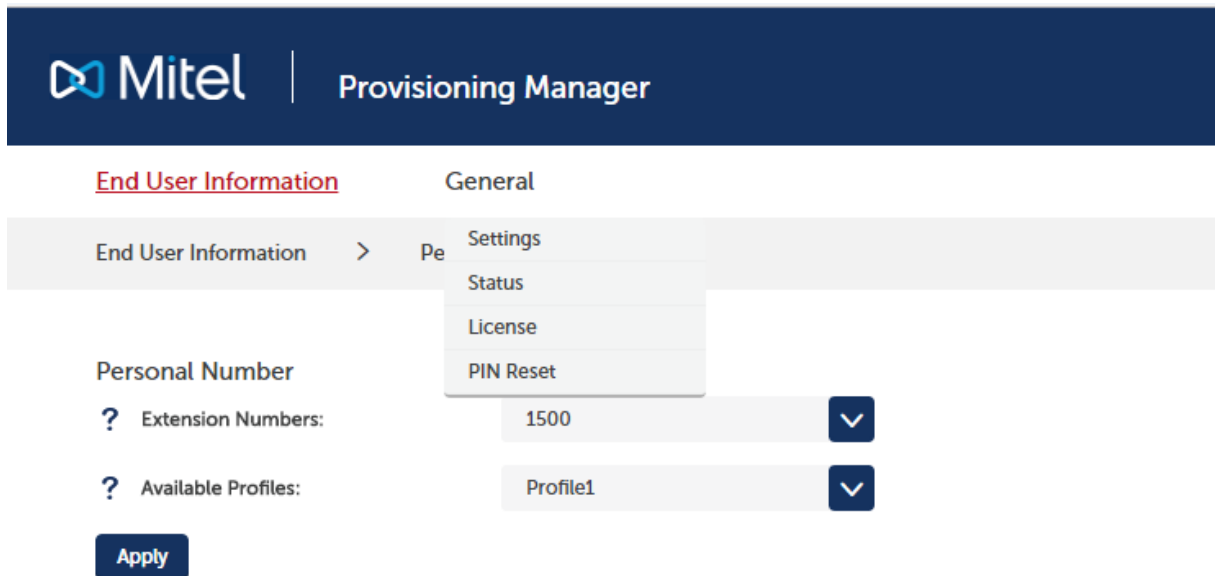 Mitel | Provisioning Manager
End User Information General
End User Information > Pe
Settings
Status
License
PIN Reset
Personal Number
? Extension Numbers: 1500
? Available Profiles: Profile1
Apply